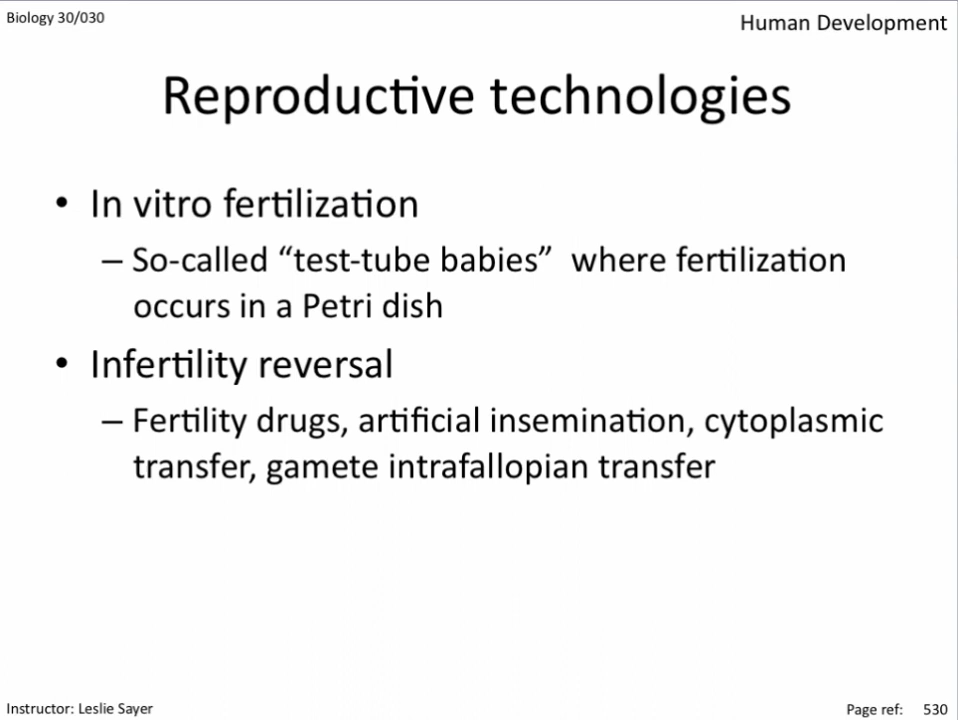 Biology 30/030
Human Development
Reproductive technologies
• In vitro fertilization
– So-called “test-tube babies”  where fertilization
occurs in a Petri dish
• Infertility reversal
– Fertility drugs, artificial insemination, cytoplasmic
transfer, gamete intrafallopian transfer
Instructor: Leslie Sayer
Page ref: 530